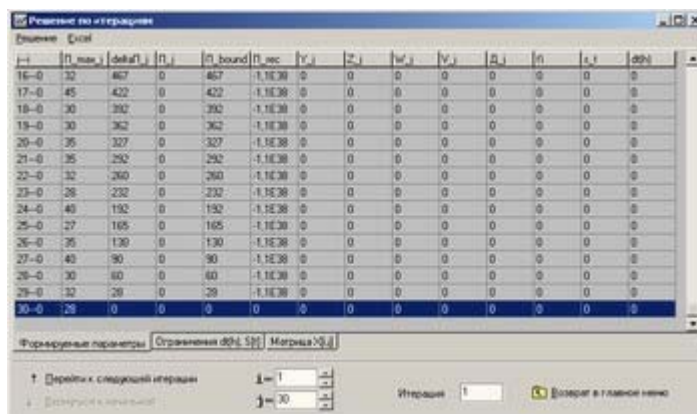 Решение по итерациям
Решение Excel
i--j П_max_j deltaП_j П_j П_bound П_rec Y_j Z_j W_j V_j Д_j fi s_t dt(h)
16--0 32 467 0 467 -1,1E38 0 0 0 0 0 0 0 0
17--0 45 422 0 422 -1,1E38 0 0 0 0 0 0 0 0
18--0 30 392 0 392 -1,1E38 0 0 0 0 0 0 0 0
19--0 30 362 0 362 -1,1E38 0 0 0 0 0 0 0 0
20--0 35 327 0 327 -1,1E38 0 0 0 0 0 0 0 0
21--0 35 292 0 292 -1,1E38 0 0 0 0 0 0 0 0
22--0 32 260 0 260 -1,1E38 0 0 0 0 0 0 0 0
23--0 28 232 0 232 -1,1E38 0 0 0 0 0 0 0 0
24--0 40 192 0 192 -1,1E38 0 0 0 0 0 0 0 0
25--0 27 165 0 165 -1,1E38 0 0 0 0 0 0 0 0
26--0 35 130 0 130 -1,1E38 0 0 0 0 0 0 0 0
27--0 40 90 0 90 -1,1E38 0 0 0 0 0 0 0 0
28--0 30 60 0 60 -1,1E38 0 0 0 0 0 0 0 0
29--0 32 28 0 28 -1,1E38 0 0 0 0 0 0 0 0
30--0 28 0 0 0 0 0 0 0 0 0 0 0 0
Формируемые параметры Ограничения dt(h), S[t] Матрица X[i,j]
Перейти к следующей итерации i= 1
Вернуться к начальной j= 30
Итерация 1 Возврат в главное меню